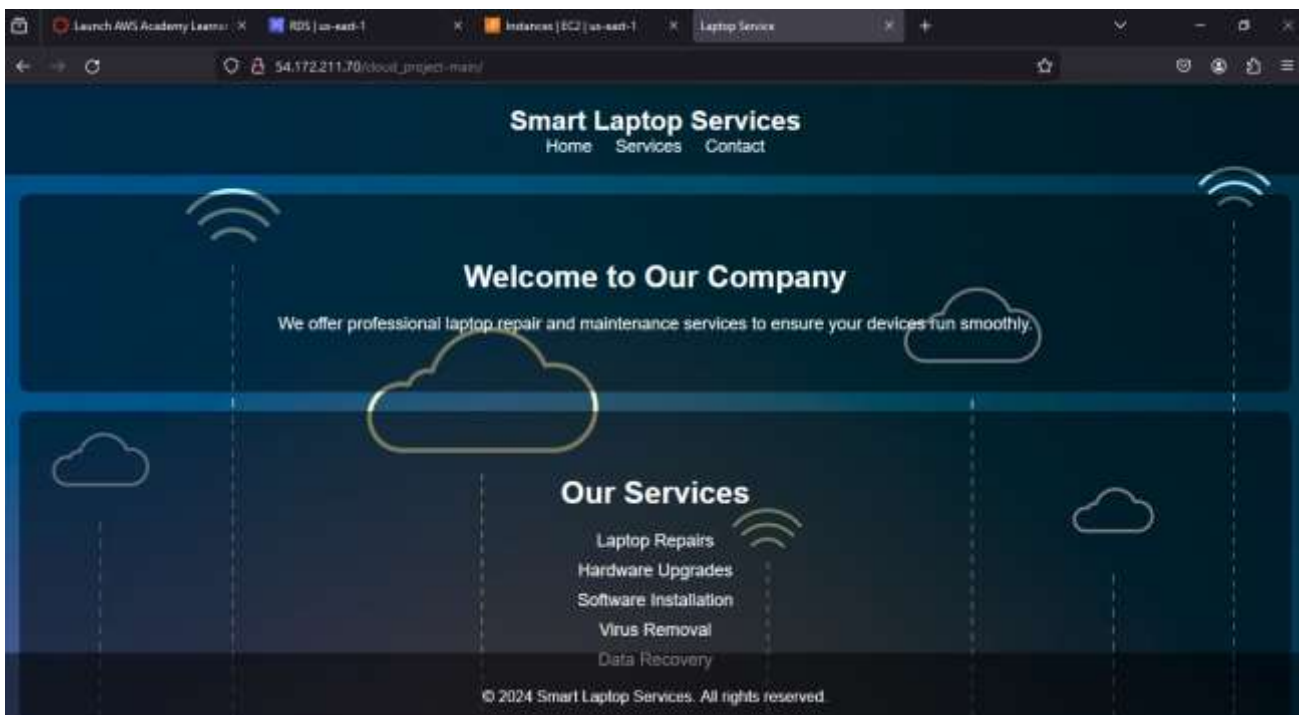 Launch AWS Academy Learner
RDS | us-east-1
Instances | EC2 | us-east-1
Laptop Service
54.172.211.70/cloud_project-main/
Smart Laptop Services
Home Services Contact
Welcome to Our Company
We offer professional laptop repair and maintenance services to ensure your devices run smoothly.
Our Services
Laptop Repairs
Hardware Upgrades
Software Installation
Virus Removal
Data Recovery
© 2024 Smart Laptop Services. All rights reserved.